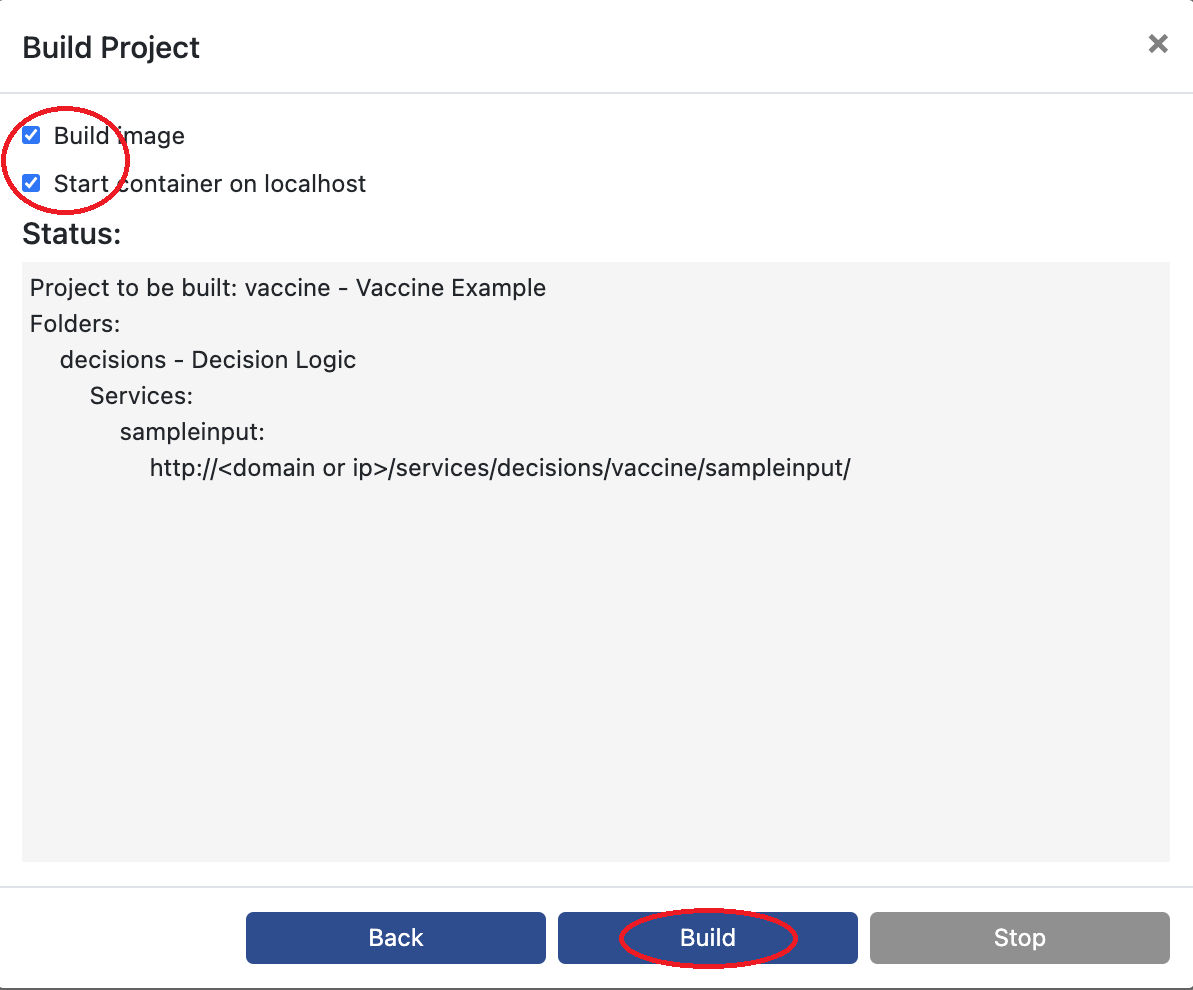 Build Project
Build image
Start container on localhost
Status:
Project to be built: vaccine - Vaccine Example
Folders:
decisions - Decision Logic
Services:
sampleinput:
http://<domain or ip>/services/decisions/vaccine/sampleinput/
Back Build Stop